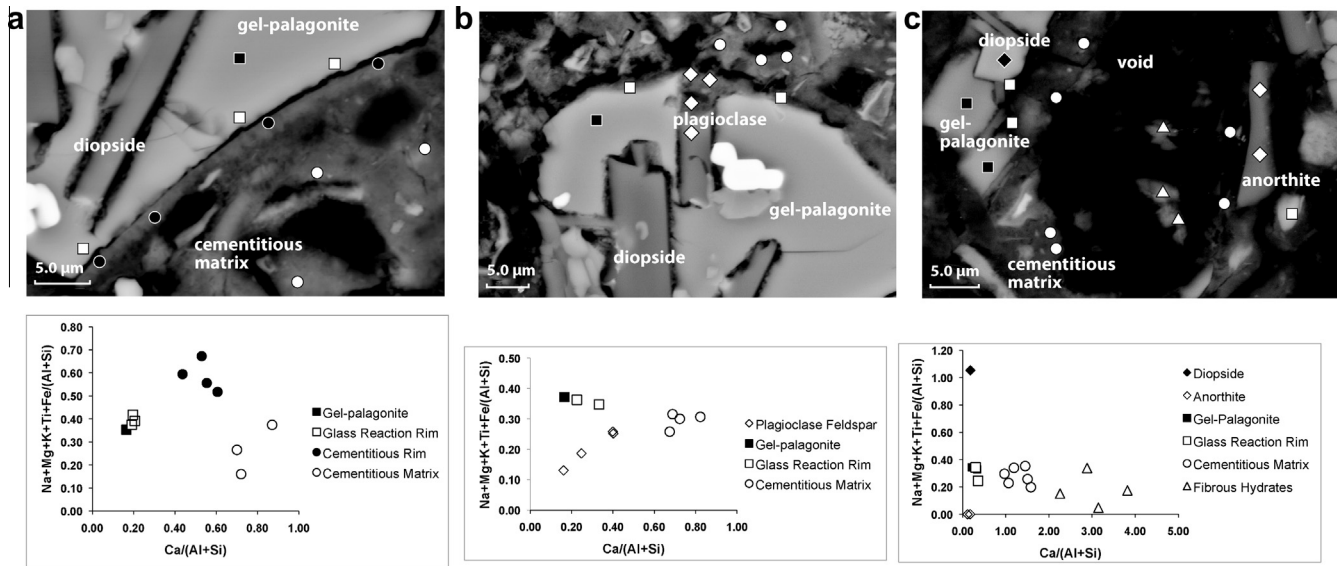 a
gel-palagonite
diopside
cementitious
matrix
5.0 µm
b
plagioclase
gel-palagonite
diopside
5.0 µm
c
diopside
void
gel-
palagonite
anorthite
cementitious
matrix
5.0 µm
Na+Mg+K+Ti+Fe/(Al+Si)
0.80
0.70
0.60
0.50
0.40
0.30
0.20
0.10
0.00
0.00 0.20 0.40 0.60 0.80 1.00
Ca/(Al+Si)
Gel-palagonite
Glass Reaction Rim
Cementitious Rim
Cementitious Matrix
Na+Mg+K+Ti+Fe/(Al+Si)
0.50
0.40
0.30
0.20
0.10
0.00
0.00 0.20 0.40 0.60 0.80 1.00
Ca/(Al+Si)
Plagioclase Feldspar
Gel-palagonite
Glass Reaction Rim
Cementitious Matrix
Na+Mg+K+Ti+Fe/(Al+Si)
1.20
1.00
0.80
0.60
0.40
0.20
0.00
0.00 1.00 2.00 3.00 4.00 5.00
Ca/(Al+Si)
Diopside
Anorthite
Gel-Palagonite
Glass Reaction Rim
Cementitious Matrix
Fibrous Hydrates